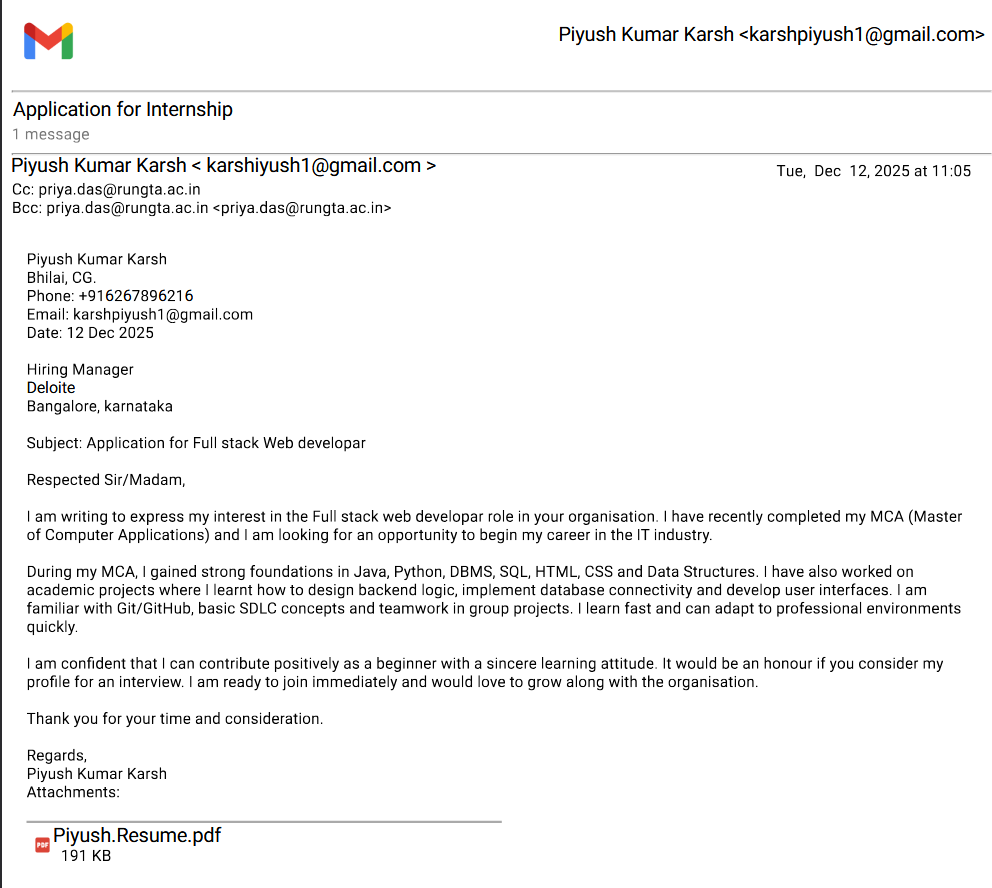 Piyush Kumar Karsh <karshpiyush1@gmail.com>
Application for Internship
1 message
Piyush Kumar Karsh < karshiyush1@gmail.com >
Tue, Dec 12, 2025 at 11:05
Cc: priya.das@rungta.ac.in
Bcc: priya.das@rungta.ac.in <priya.das@rungta.ac.in>
Piyush Kumar Karsh
Bhilai, CG.
Phone: +916267896216
Email: karshpiyush1@gmail.com
Date: 12 Dec 2025
Hiring Manager
Deloite
Bangalore, karnataka
Subject: Application for Full stack Web developar
Respected Sir/Madam,
I am writing to express my interest in the Full stack web developar role in your organisation. I have recently completed my MCA (Master
of Computer Applications) and I am looking for an opportunity to begin my career in the IT industry.
During my MCA, I gained strong foundations in Java, Python, DBMS, SQL, HTML, CSS and Data Structures. I have also worked on
academic projects where I learnt how to design backend logic, implement database connectivity and develop user interfaces. I am
familiar with Git/GitHub, basic SDLC concepts and teamwork in group projects. I learn fast and can adapt to professional environments
quickly.
I am confident that I can contribute positively as a beginner with a sincere learning attitude. It would be an honour if you consider my
profile for an interview. I am ready to join immediately and would love to grow along with the organisation.
Thank you for your time and consideration.
Regards,
Piyush Kumar Karsh
Attachments:
PDF Piyush.Resume.pdf
191 KB